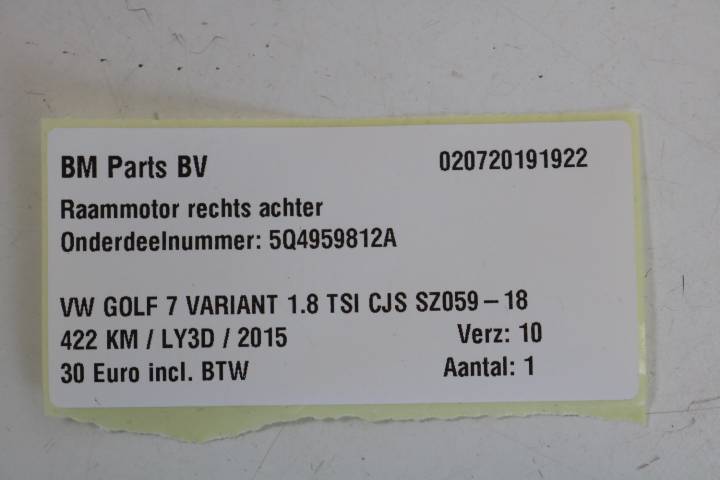 BM Parts BV 020720191922
Raammotor rechts achter
Onderdeelnummer: 5Q4959812A
VW GOLF 7 VARIANT 1.8 TSI CJS SZ059-18
422 KM / LY3D / 2015 Verz: 10
30 Euro incl. BTW Aantal: 1